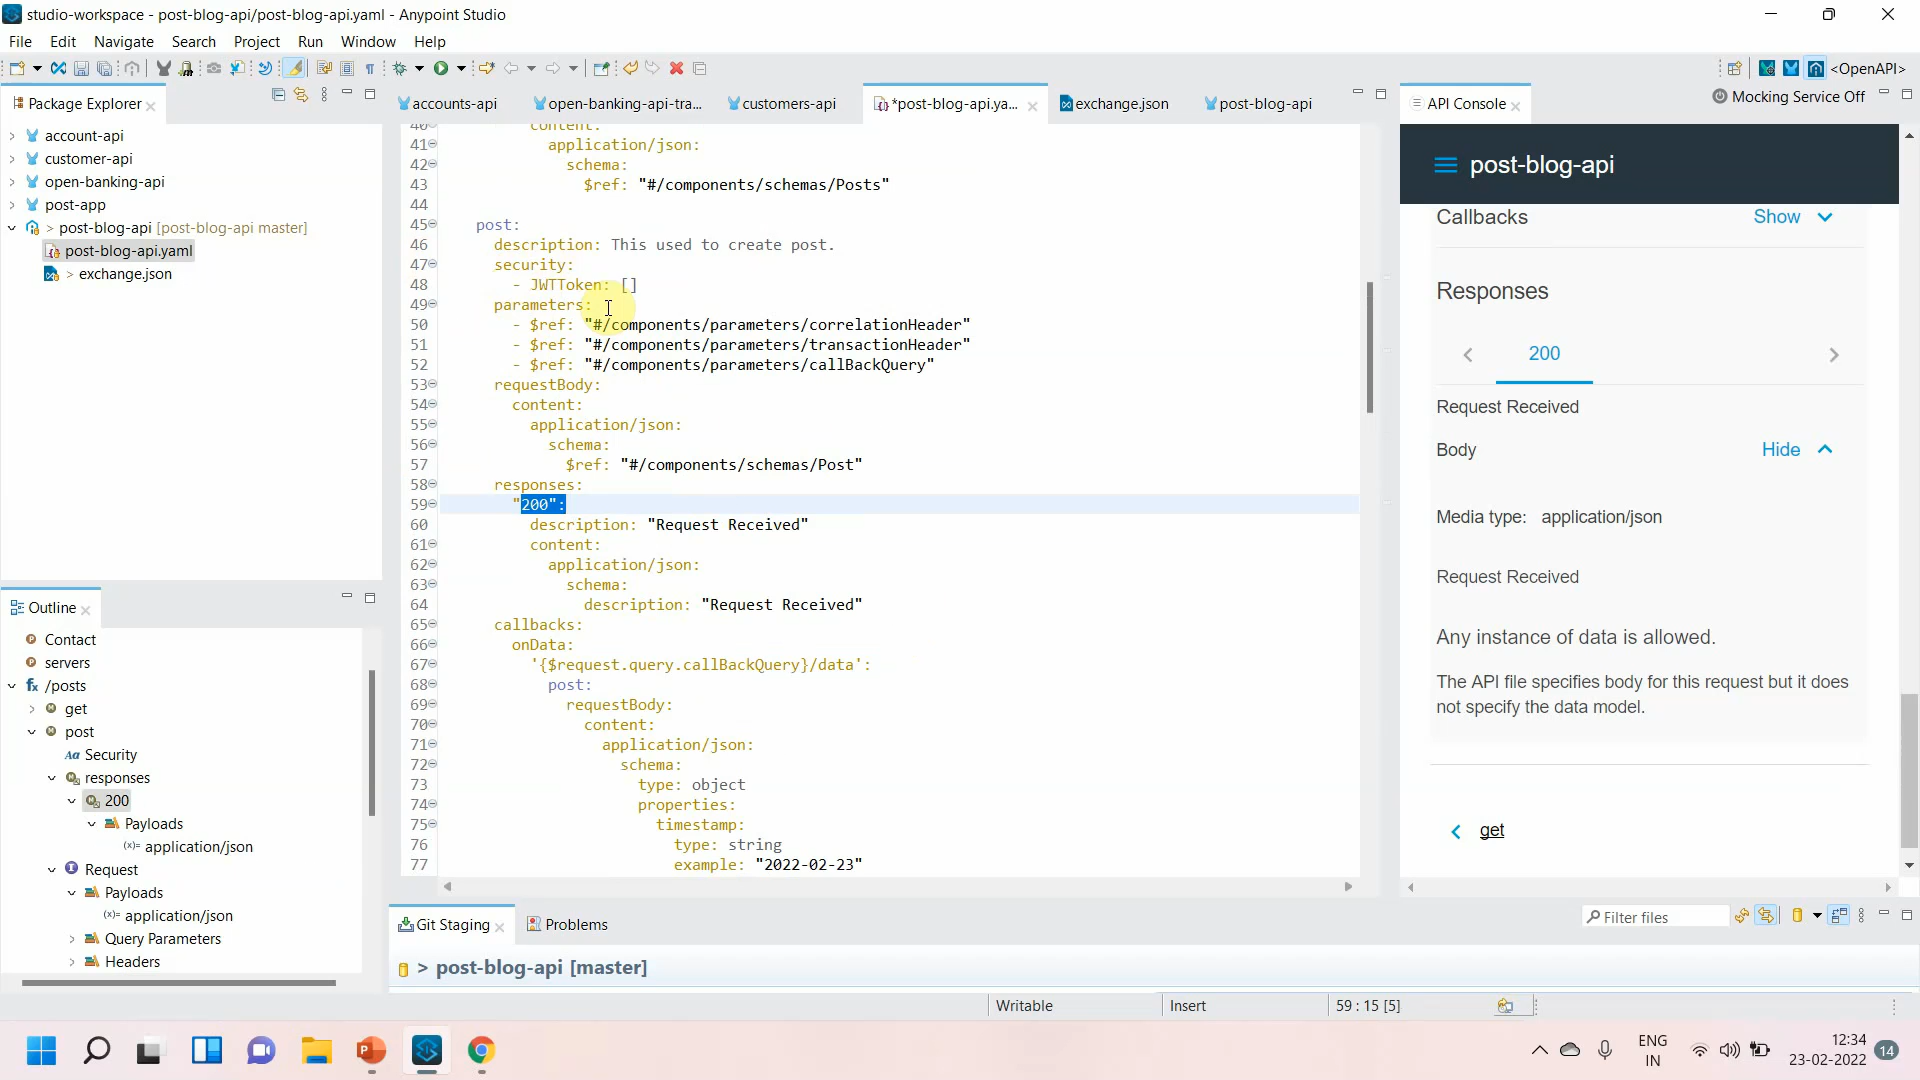 studio-workspace - post-blog-api/post-blog-api.yaml - Anypoint Studio
File Edit Navigate Search Project Run Window Help
<OpenAPI>
Package Explorer
account-api
customer-api
open-banking-api
post-app
> post-blog-api [post-blog-api master]
post-blog-api.yaml
> exchange.json
Outline
Contact
servers
/posts
get
post
Security
responses
200
Payloads
application/json
Request
Payloads
application/json
Query Parameters
Headers
accounts-api
open-banking-api-tra...
customers-api
*post-blog-api.ya...
exchange.json
post-blog-api
40 content:
41 application/json:
42 schema:
43 $ref: "#/components/schemas/Posts"
44
45 post:
46 description: This used to create post.
47 security:
48 - JWTToken: []
49 parameters:
50 - $ref: "#/components/parameters/correlationHeader"
51 - $ref: "#/components/parameters/transactionHeader"
52 - $ref: "#/components/parameters/callBackQuery"
53 requestBody:
54 content:
55 application/json:
56 schema:
57 $ref: "#/components/schemas/Post"
58 responses:
59 "200":
60 description: "Request Received"
61 content:
62 application/json:
63 schema:
64 description: "Request Received"
65 callbacks:
66 onData:
67 '{$request.query.callBackQuery}/data':
68 post:
69 requestBody:
70 content:
71 application/json:
72 schema:
73 type: object
74 properties:
75 timestamp:
76 type: string
77 example: "2022-02-23"
API Console
Mocking Service Off
post-blog-api
Callbacks Show
Responses
200
Request Received
Body Hide
Media type: application/json
Request Received
Any instance of data is allowed.
The API file specifies body for this request but it does
not specify the data model.
get
Git Staging
Problems
Filter files
> post-blog-api [master]
Writable Insert 59 : 15 [5]
ENG
IN
12:34
23-02-2022
14